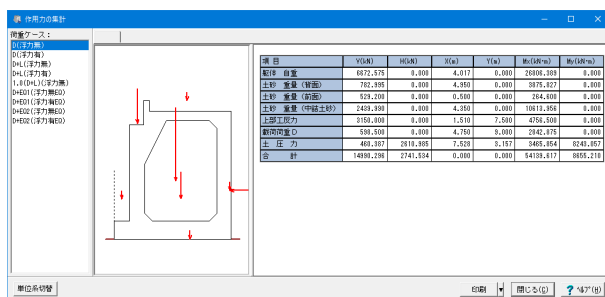 作用力の集計
荷重ケース:
D(浮力無)
D(浮力有)
D+L(浮力無)
D+L(浮力有)
1.0(D+L)(浮力無)
D+EQ1(浮力無EQ)
D+EQ1(浮力有EQ)
D+EQ2(浮力無EQ)
D+EQ2(浮力有EQ)
項 目 V(kN) H(kN) X(m) Y(m) Mx(kN・m) My(kN・m)
躯体 自重 6672.575 0.000 4.017 0.000 26806.389 0.000
土砂 重量(背面) 782.995 0.000 4.950 0.000 3875.827 0.000
土砂 重量(前面) 529.200 0.000 0.500 0.000 264.600 0.000
土砂 重量(中詰土砂) 2439.990 0.000 4.350 0.000 10613.956 0.000
上部工反力 3150.000 0.000 1.510 7.500 4756.500 0.000
載荷荷重D 598.500 0.000 4.750 9.000 2842.875 0.000
土 圧 力 460.387 2610.985 7.528 3.157 3465.854 8243.057
合 計 14990.296 2741.534 0.000 0.000 54139.617 8655.210
単位系切替
印刷
閉じる(C)
? ヘルプ(H)